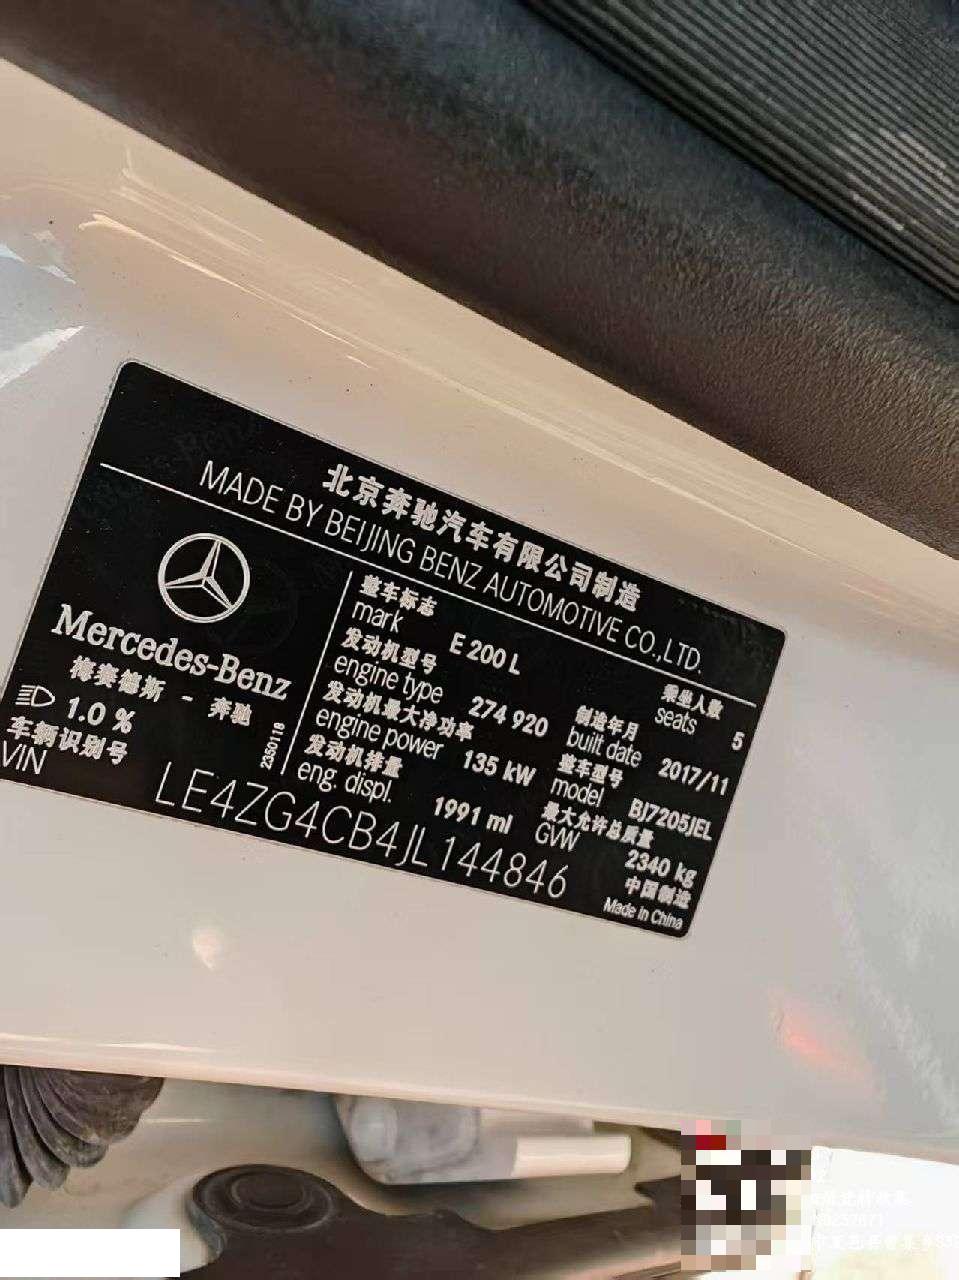 北京奔驰汽车有限公司制造
MADE BY BEIJING BENZ AUTOMOTIVE CO.,LTD.
Mercedes-Benz
梅赛德斯 - 奔驰
1.0 %
2350118
整车标志
mark E 200 L
发动机型号
engine type 274 920
发动机最大净功率
engine power 135 kW
发动机排量
eng. displ. 1991 ml
乘坐人数
seats 5
制造年月
built date 2017/11
整车型号
model BJ7205JEL
最大允许总质量
GVW 2340 kg
中国制造
Made in China
车辆识别号
VIN LE4ZG4CB4JL144846